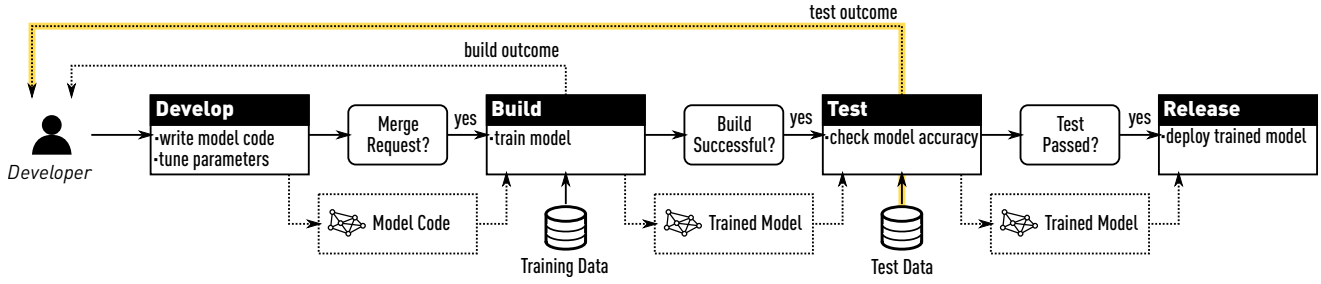 test outcome
build outcome
Developer
Develop
·write model code
·tune parameters
Merge
Request?
yes
Build
·train model
Build
Successful?
yes
Test
·check model accuracy
Test
Passed?
yes
Release
·deploy trained model
Model Code
Training Data
Trained Model
Test Data
Trained Model